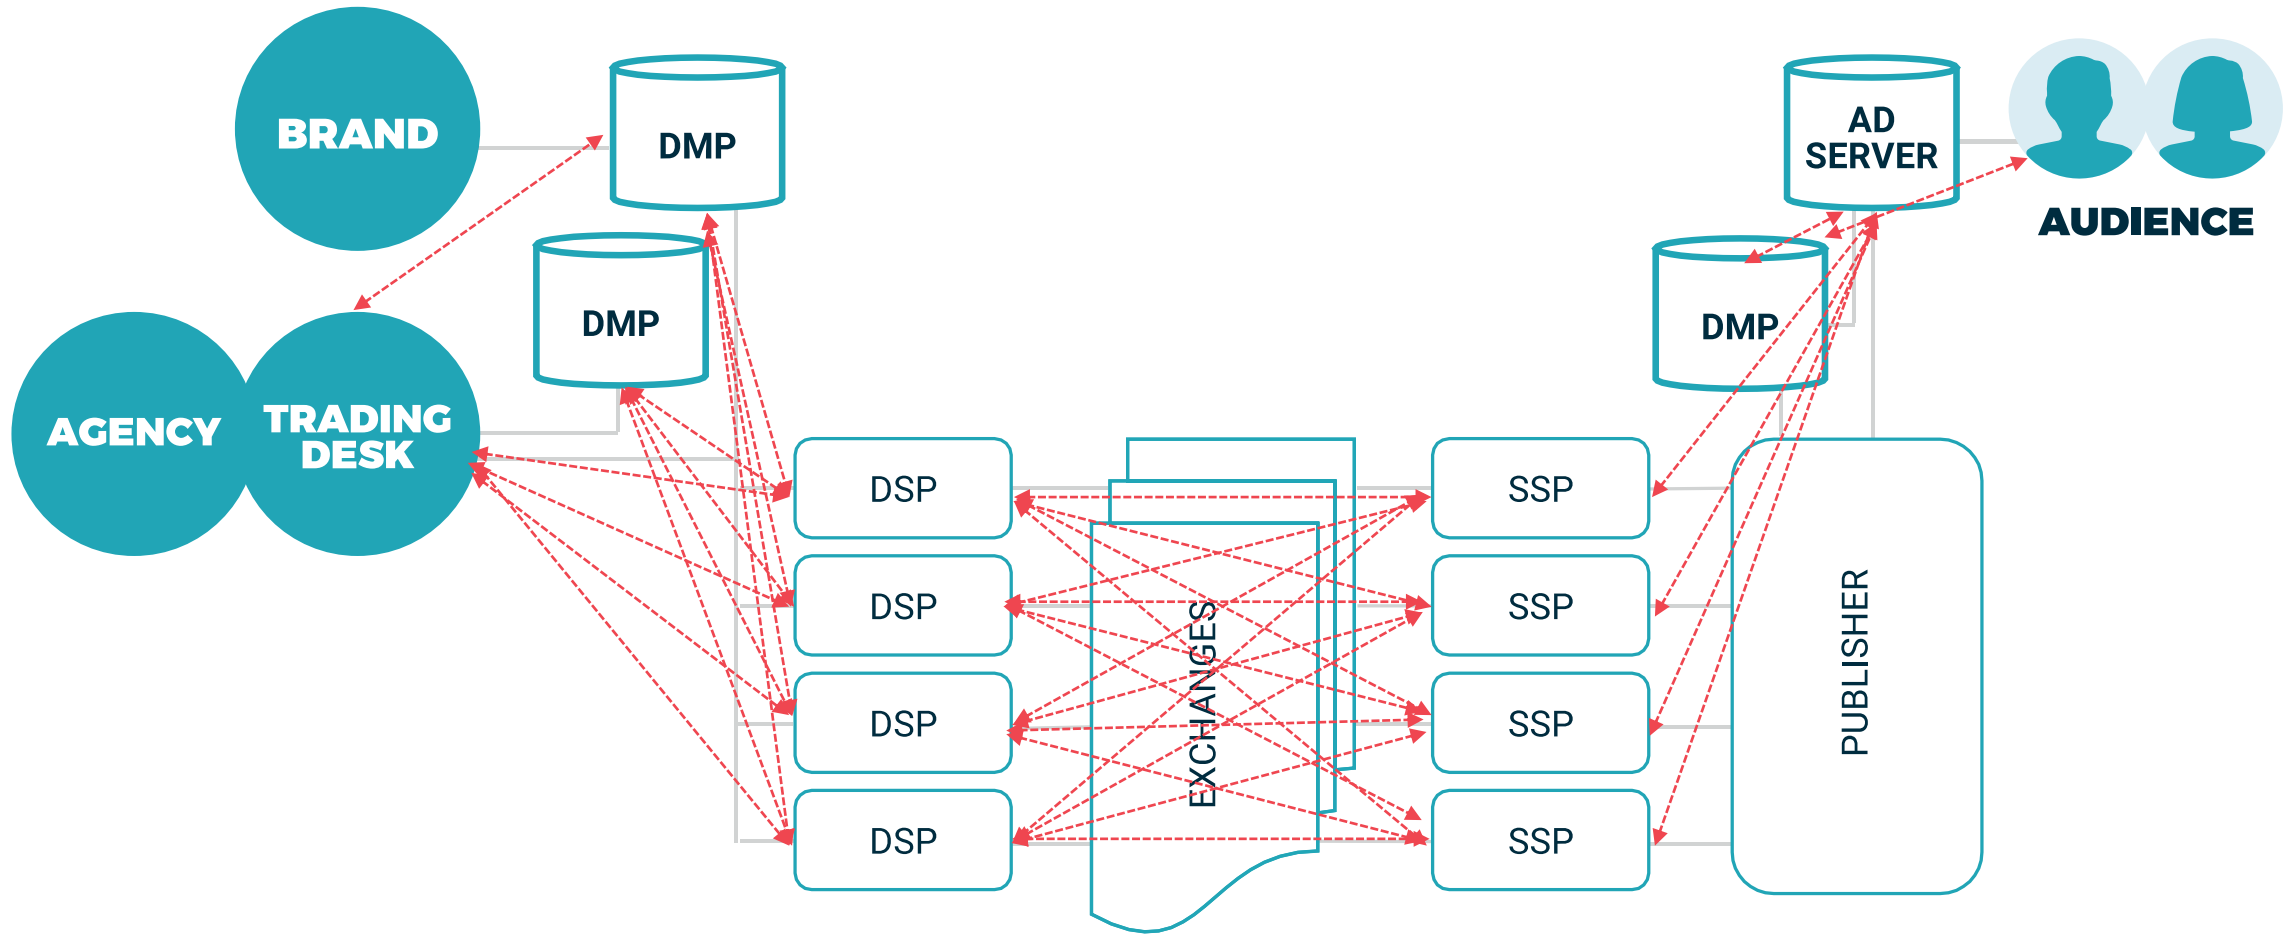 BRAND
DMP
DMP
AGENCY
TRADING
DESK
DSP
DSP
DSP
DSP
EXCHANGES
SSP
SSP
SSP
SSP
AD
SERVER
DMP
PUBLISHER
AUDIENCE